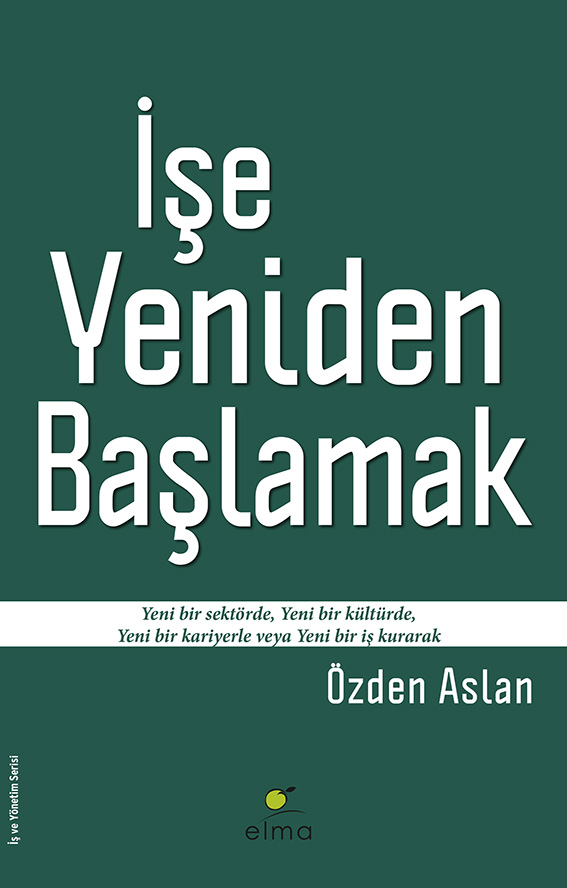 İşe
Yeniden
Başlamak
Yeni bir sektörde, Yeni bir kültürde,
Yeni bir kariyerle veya Yeni bir iş kurarak
Özden Aslan
elma
İş ve Yönetim Serisi